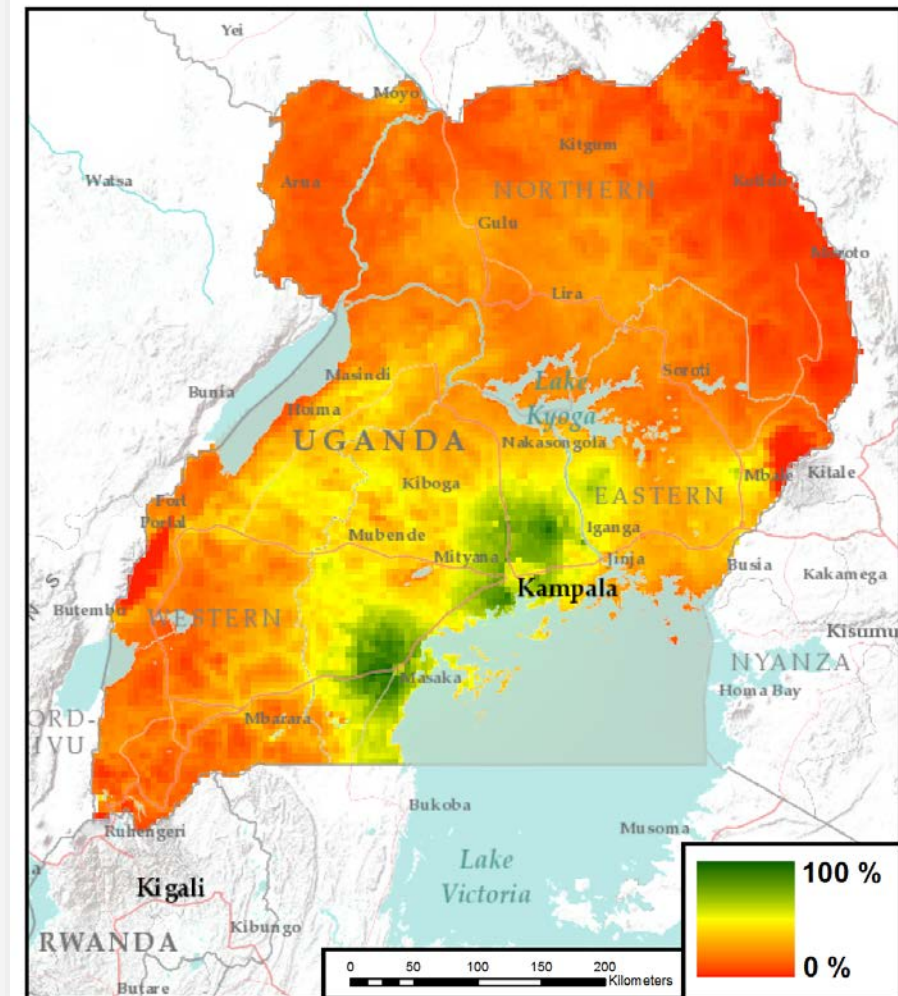 Yei
Moyo
Watsa
Arua
Kitgum
NORTHERN
Kotido
Gulu
Moroto
Lira
Bunia
Masindi
Soroti
Lake
Kyoga
Hoima
UGANDA
Nakasongola
Mbale
Kitale
Kiboga
EASTERN
Fort
Portal
Mubende
Iganga
Mityana
Jinja
Busia
Kampala
Kakamega
Butembo
WESTERN
Kisumu
NYANZA
Masaka
Homa Bay
ORD-
IVU
Mbarara
Bukoba
Ruhengeri
Musoma
Lake
Victoria
Kigali
Kibungo
RWANDA
Butare
100 %
0 %
0 50 100 150 200
Kilometers